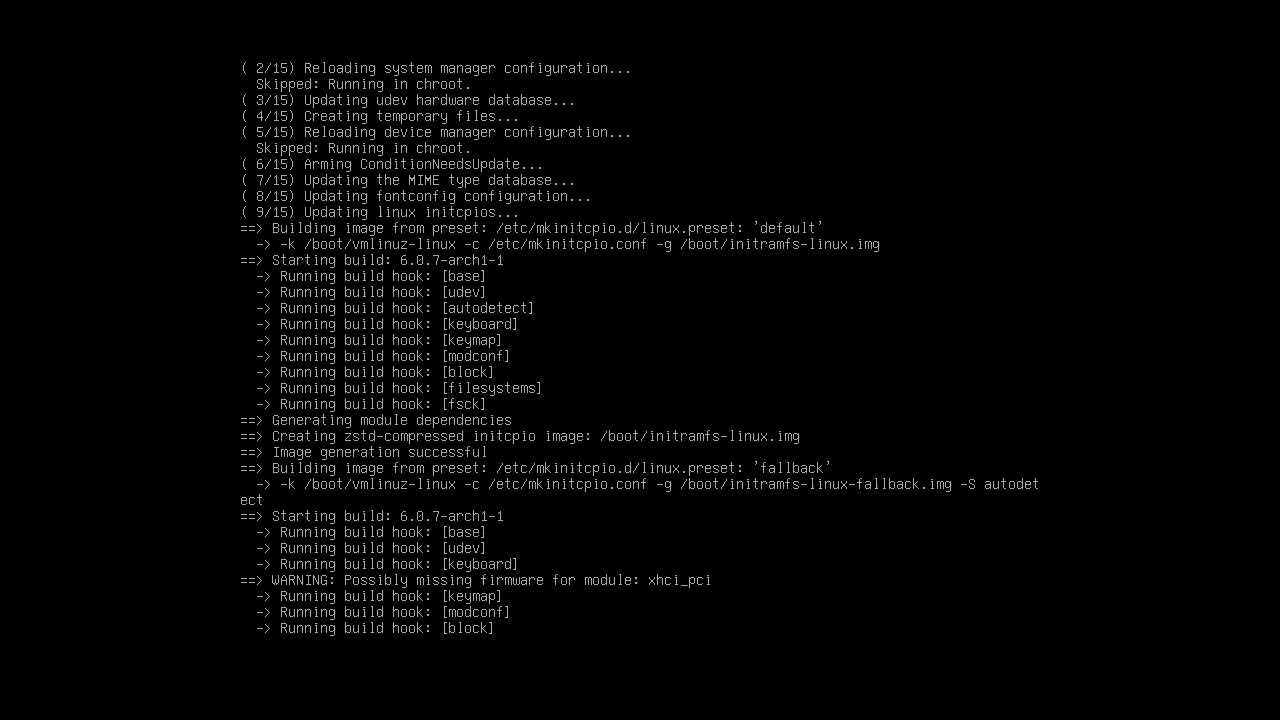 ( 2/15) Reloading system manager configuration...
  Skipped: Running in chroot.
( 3/15) Updating udev hardware database...
( 4/15) Creating temporary files...
( 5/15) Reloading device manager configuration...
  Skipped: Running in chroot.
( 6/15) Arming ConditionNeedsUpdate...
( 7/15) Updating the MIME type database...
( 8/15) Updating fontconfig configuration...
( 9/15) Updating linux initcpios...
==> Building image from preset: /etc/mkinitcpio.d/linux.preset: 'default'
  -> -k /boot/vmlinuz-linux -c /etc/mkinitcpio.conf -g /boot/initramfs-linux.img
==> Starting build: 6.0.7-arch1-1
  -> Running build hook: [base]
  -> Running build hook: [udev]
  -> Running build hook: [autodetect]
  -> Running build hook: [keyboard]
  -> Running build hook: [keymap]
  -> Running build hook: [modconf]
  -> Running build hook: [block]
  -> Running build hook: [filesystems]
  -> Running build hook: [fsck]
==> Generating module dependencies
==> Creating zstd-compressed initcpio image: /boot/initramfs-linux.img
==> Image generation successful
==> Building image from preset: /etc/mkinitcpio.d/linux.preset: 'fallback'
  -> -k /boot/vmlinuz-linux -c /etc/mkinitcpio.conf -g /boot/initramfs-linux-fallback.img -S autodet
ect
==> Starting build: 6.0.7-arch1-1
  -> Running build hook: [base]
  -> Running build hook: [udev]
  -> Running build hook: [keyboard]
==> WARNING: Possibly missing firmware for module: xhci_pci
  -> Running build hook: [keymap]
  -> Running build hook: [modconf]
  -> Running build hook: [block]